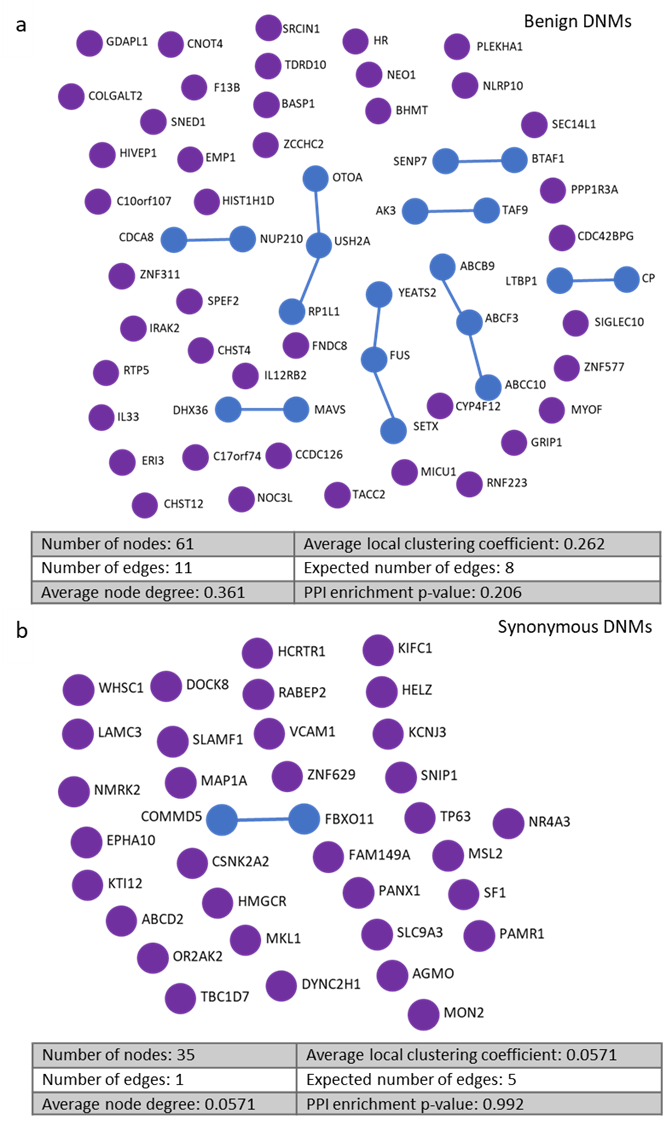 a
Benign DNMs
GDAPL1
CNOT4
SRCIN1
HR
PLEKHA1
TDRD10
NEO1
NLRP10
COLGALT2
F13B
BASP1
BHMT
SNED1
SEC14L1
HIVEP1
EMP1
ZCCHC2
SENP7
BTAF1
OTOA
PPP1R3A
C10orf107
HIST1H1D
AK3
TAF9
CDCA8
NUP210
USH2A
CDC42BPG
ZNF311
ABCB9
LTBP1
CP
SPEF2
YEATS2
RP1L1
ABCF3
SIGLEC10
IRAK2
CHST4
FNDC8
FUS
RTP5
IL12RB2
ABCC10
ZNF577
IL33
DHX36
MAVS
CYP4F12
MYOF
SETX
GRIP1
ERI3
C17orf74
CCDC126
MICU1
RNF223
CHST12
NOC3L
TACC2
Number of nodes: 61
Average local clustering coefficient: 0.262
Number of edges: 11
Expected number of edges: 8
Average node degree: 0.361
PPI enrichment p-value: 0.206
b
Synonymous DNMs
HCRTR1
KIFC1
WHSC1
DOCK8
RABEP2
HELZ
LAMC3
SLAMF1
VCAM1
KCNJ3
NMRK2
MAP1A
ZNF629
SNIP1
COMMD5
FBXO11
TP63
NR4A3
EPHA10
CSNK2A2
FAM149A
MSL2
KTI12
HMGCR
PANX1
SF1
ABCD2
MKL1
SLC9A3
PAMR1
OR2AK2
DYNC2H1
AGMO
TBC1D7
MON2
Number of nodes: 35
Average local clustering coefficient: 0.0571
Number of edges: 1
Expected number of edges: 5
Average node degree: 0.0571
PPI enrichment p-value: 0.992